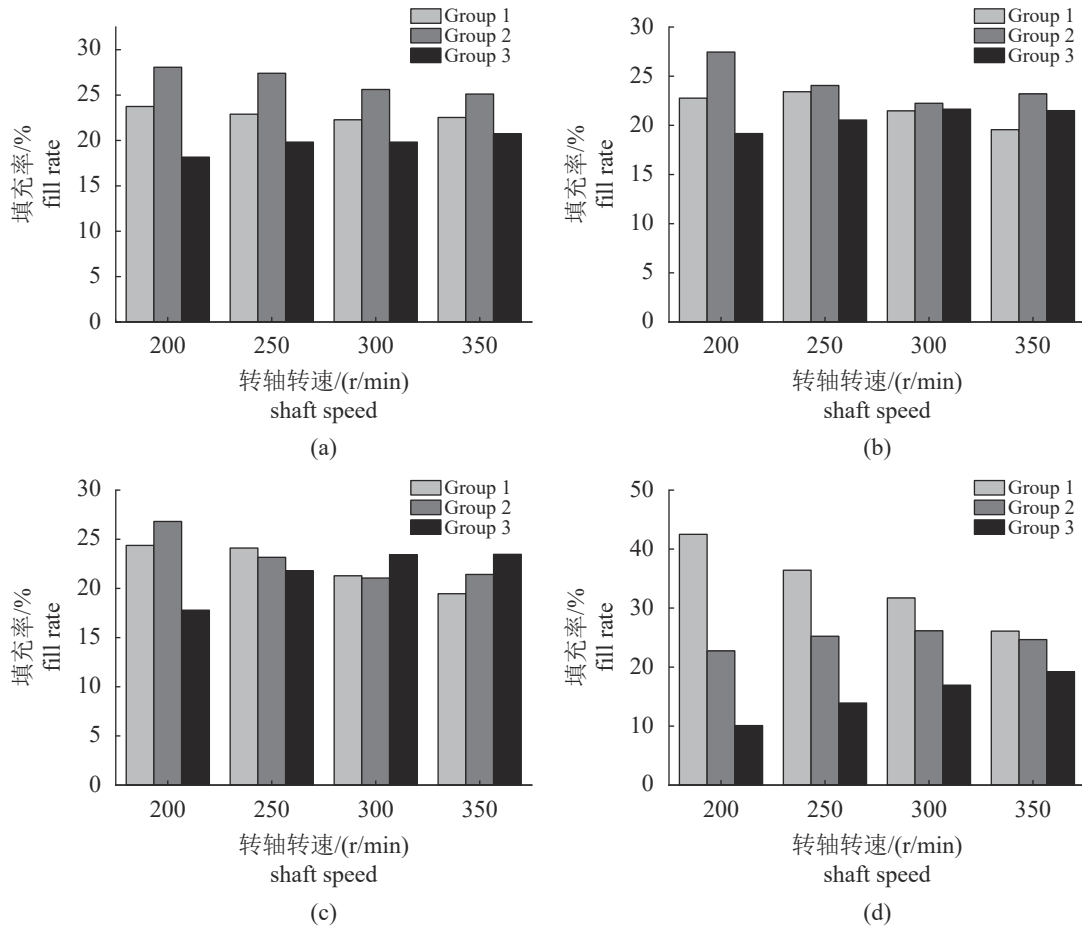 Group 1
Group 2
Group 3
30
25
20
15
10
5
0
填充率/%
fill rate
200 250 300 350
转轴转速/(r/min)
shaft speed
(a)
Group 1
Group 2
Group 3
30
25
20
15
10
5
0
填充率/%
fill rate
200 250 300 350
转轴转速/(r/min)
shaft speed
(b)
Group 1
Group 2
Group 3
30
25
20
15
10
5
0
填充率/%
fill rate
200 250 300 350
转轴转速/(r/min)
shaft speed
(c)
Group 1
Group 2
Group 3
50
40
30
20
10
0
填充率/%
fill rate
200 250 300 350
转轴转速/(r/min)
shaft speed
(d)